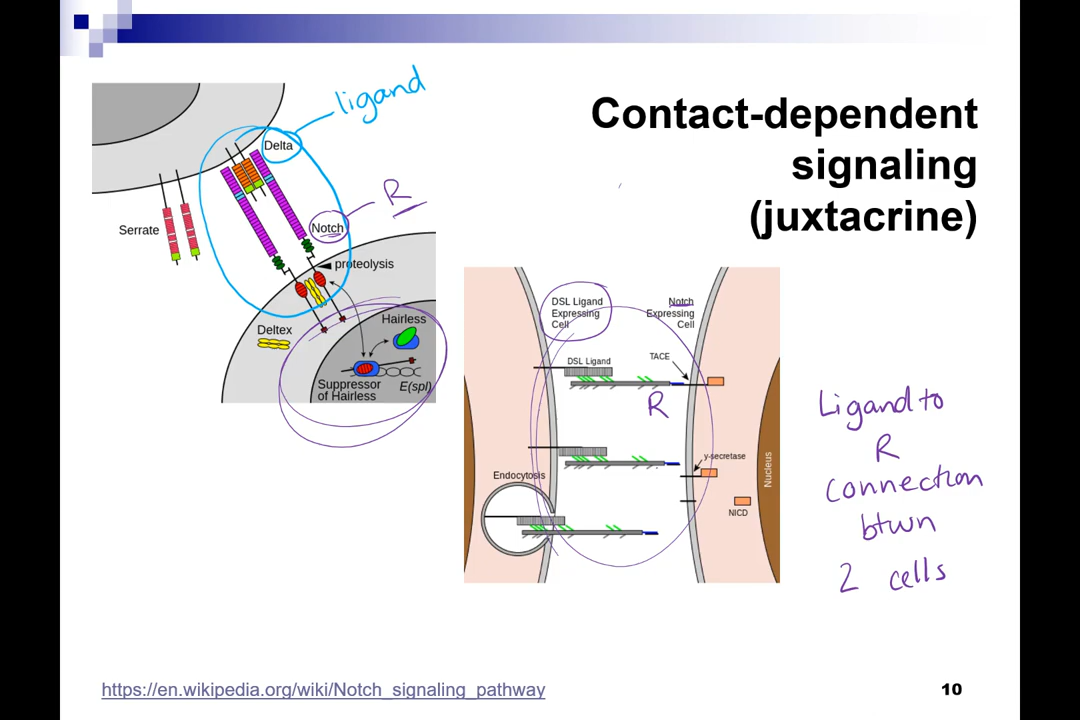 Contact-dependent
signaling
(juxtacrine)
ligand
Delta
R
Notch
Serrate
proteolysis
Deltex
Hairless
Suppressor
of Hairless
E(spl)
DSL Ligand
Expressing
Cell
Notch
Expressing
Cell
DSL Ligand
TACE
R
γ-secretase
Endocytosis
NICD
Nucleus
Ligand to
R
connection
btwn
2 cells
https://en.wikipedia.org/wiki/Notch_signaling_pathway
10